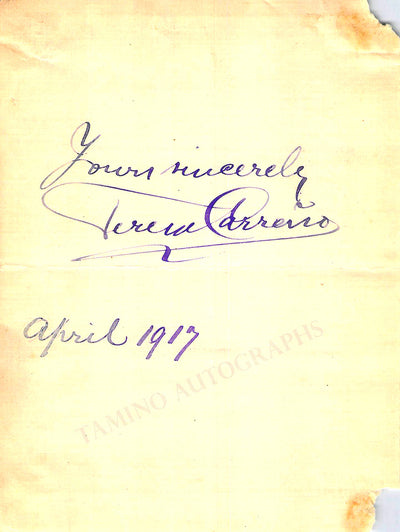 Yours sincerely
Teresa Carreño
April 1917
TAMINO AUTOGRAPHS